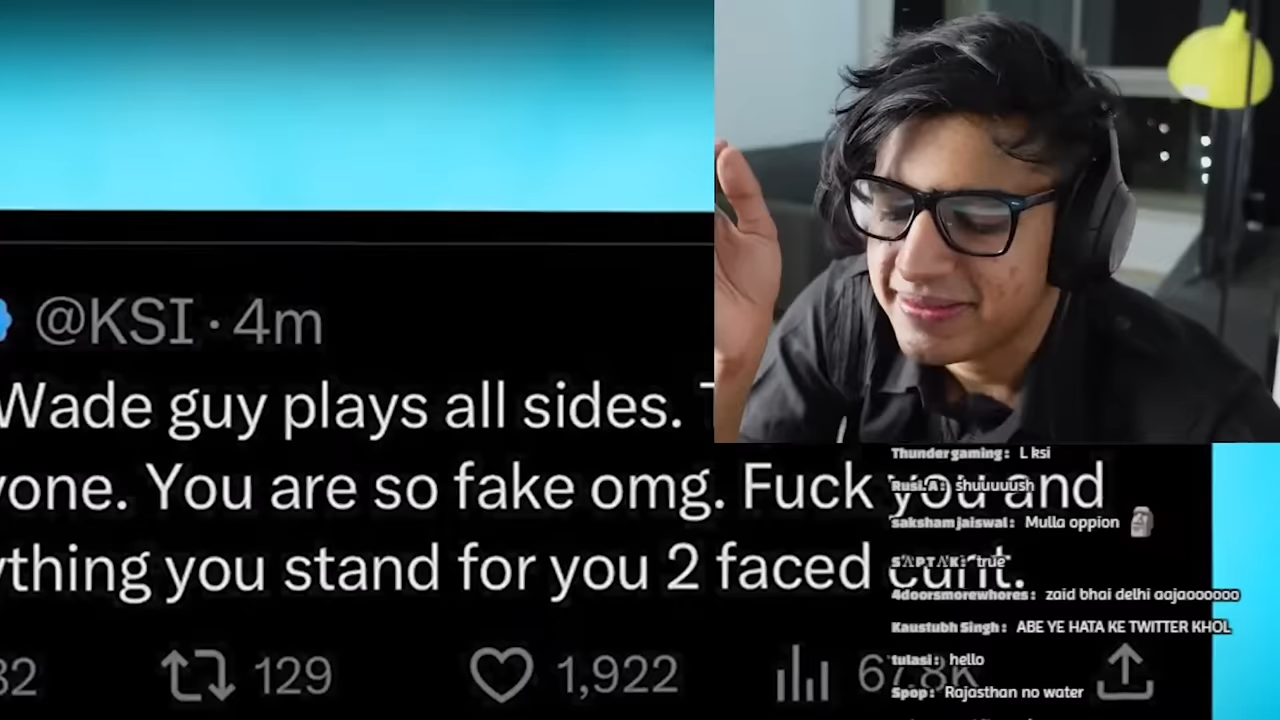 @KSI · 4m
Wade guy plays all sides.
yone. You are so fake omg. Fuck you and
ything you stand for you 2 faced cunt.
32 129 1,922 67.8K
Thunder gaming: L ksi
Rusi.A: shuuuuush
saksham jaiswal: Mulla oppion 🗿
SΛPTΛK: true
4doorsmorewhores: zaid bhai delhi aajaoooooo
Kaustubh Singh: ABE YE HATA KE TWITTER KHOL
tulasi: hello
Spop: Rajasthan no water